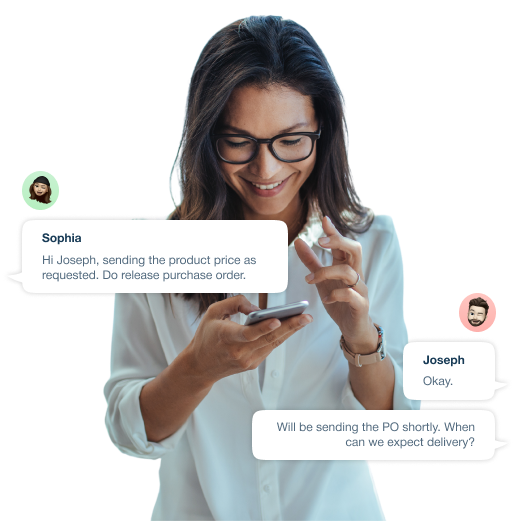 Sophia
Hi Joseph, sending the product price as
requested. Do release purchase order.
Joseph
Okay.
Will be sending the PO shortly. When
can we expect delivery?